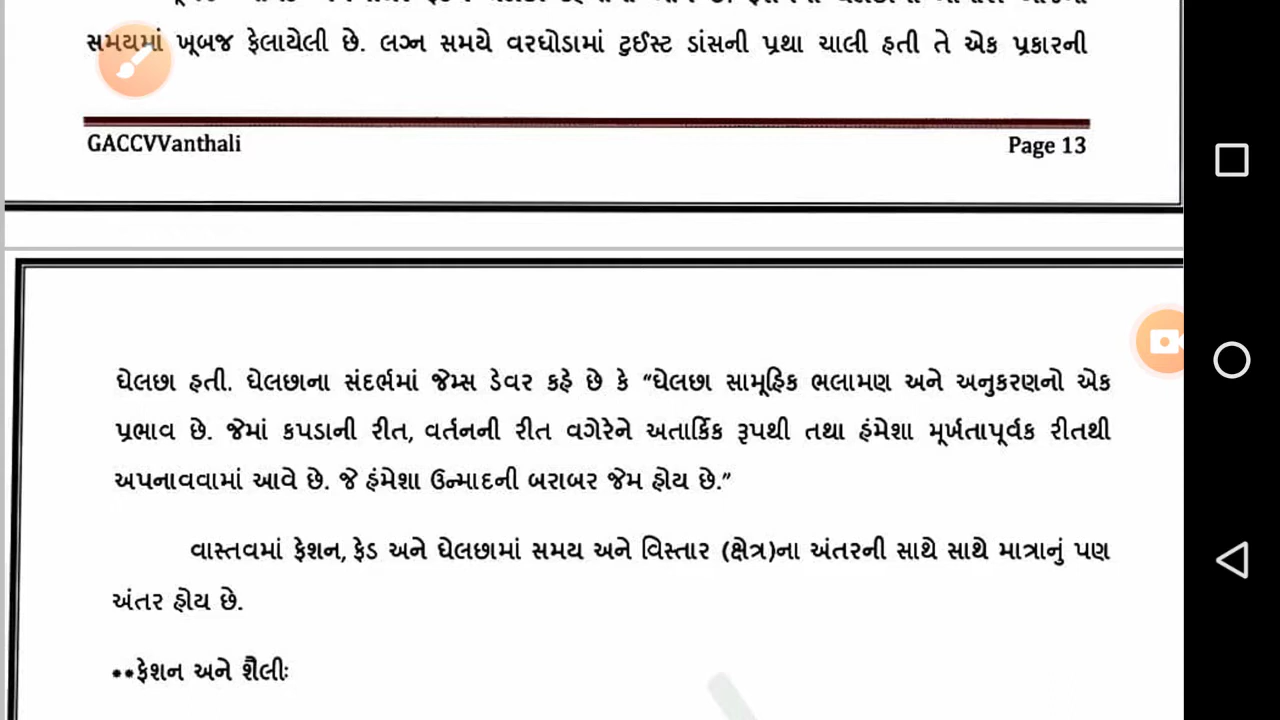 સમયમાં ખૂબજ ફેલાયેલી છે. લગ્ન સમયે વરઘોડામાં ટુઈસ્ટ ડાંસની પ્રથા ચાલી હતી તે એક પ્રકારની
GACCVVanthali
Page 13
ઘેલછા હતી. ઘેલછાના સંદર્ભમાં જેમ્સ ડેવર કહે છે કે “ઘેલછા સામૂહિક ભલામણ અને અનુકરણનો એક
પ્રભાવ છે. જેમાં કપડાની રીત, વર્તનની રીત વગેરેને અતાર્કિક રૂપથી તથા હંમેશા મૂર્ખતાપૂર્વક રીતથી
અપનાવવામાં આવે છે. જે હંમેશા ઉન્માદની બરાબર જેમ હોય છે.”
વાસ્તવમાં ફેશન, ફેડ અને ઘેલછામાં સમય અને વિસ્તાર (ક્ષેત્ર)ના અંતરની સાથે સાથે માત્રાનું પણ
અંતર હોય છે.
**ફેશન અને શૈલીઃ